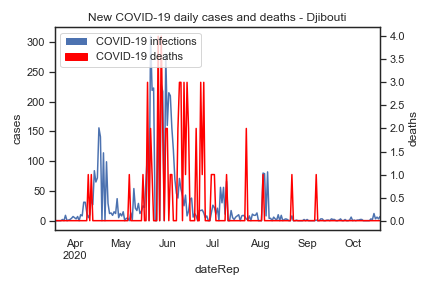 New COVID-19 daily cases and deaths - Djibouti
COVID-19 infections
COVID-19 deaths
300
250
200
150
100
50
0
cases
4.0
3.5
3.0
2.5
2.0
1.5
1.0
0.5
0.0
deaths
Apr May Jun Jul Aug Sep Oct
2020
dateRep